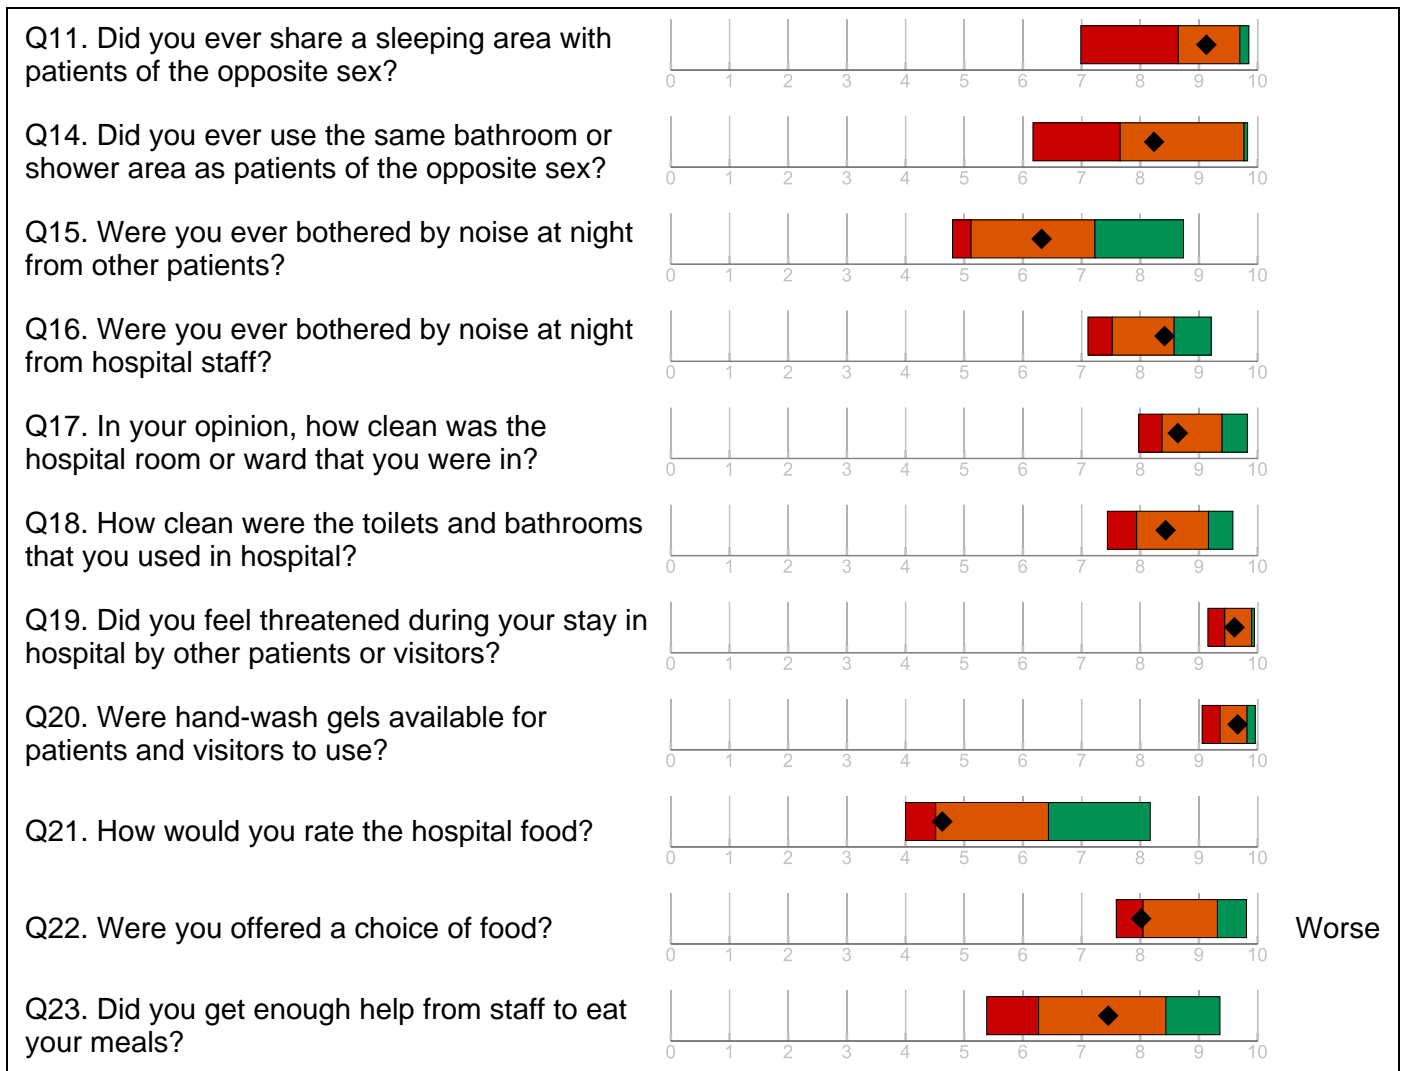 Q11. Did you ever share a sleeping area with
patients of the opposite sex?
0 1 2 3 4 5 6 7 8 9 10
Q14. Did you ever use the same bathroom or
shower area as patients of the opposite sex?
0 1 2 3 4 5 6 7 8 9 10
Q15. Were you ever bothered by noise at night
from other patients?
0 1 2 3 4 5 6 7 8 9 10
Q16. Were you ever bothered by noise at night
from hospital staff?
0 1 2 3 4 5 6 7 8 9 10
Q17. In your opinion, how clean was the
hospital room or ward that you were in?
0 1 2 3 4 5 6 7 8 9 10
Q18. How clean were the toilets and bathrooms
that you used in hospital?
0 1 2 3 4 5 6 7 8 9 10
Q19. Did you feel threatened during your stay in
hospital by other patients or visitors?
0 1 2 3 4 5 6 7 8 9 10
Q20. Were hand-wash gels available for
patients and visitors to use?
0 1 2 3 4 5 6 7 8 9 10
Q21. How would you rate the hospital food?
0 1 2 3 4 5 6 7 8 9 10
Q22. Were you offered a choice of food?
Worse
0 1 2 3 4 5 6 7 8 9 10
Q23. Did you get enough help from staff to eat
your meals?
0 1 2 3 4 5 6 7 8 9 10